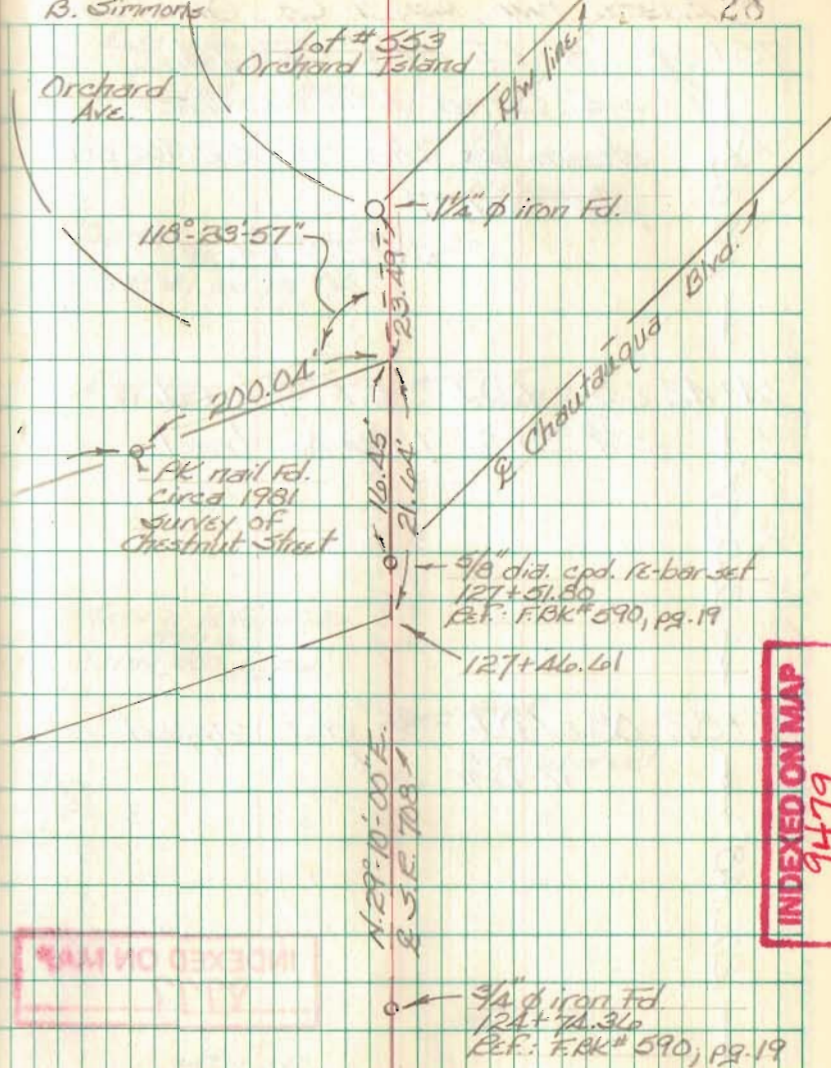 B. Simmons
20
Lot #553
Orchard Island
Orchard
Ave.
R/W line
1¼" ϕ iron Fd.
118°-23'-57"
23.49'
Blvd.
℄ Chautauqua
200.04'
PK nail Fd.
Circa 1981
Survey of
Chestnut Street
16.45'
21.64'
5/8" dia. cpd. re-bar set
127+51.80
Ref.: F.BK# 590, pg.19
127+46.61
N.29°-10'-00"E.
℄ S.R. 708
INDEXED ON MAP
9479
INDEXED ON MAP
3/4" ϕ iron Fd.
124+74.36
Ref.: F.BK# 590, pg.19